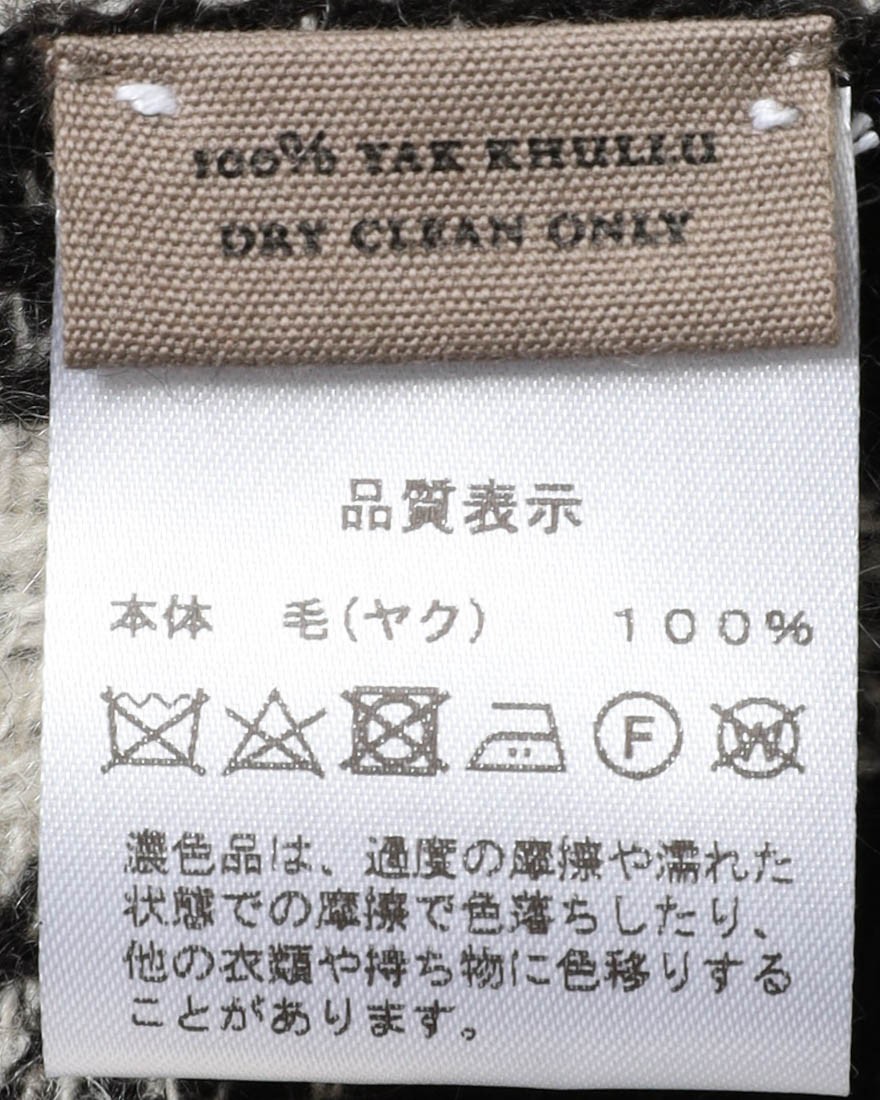 100% YAK KHULLU
DRY CLEAN ONLY
品質表示
本体 毛(ヤク) 100%
F W
濃色品は、過度の摩擦や濡れた
状態での摩擦で色落ちしたり、
他の衣類や持ち物に色移りする
ことがあります。